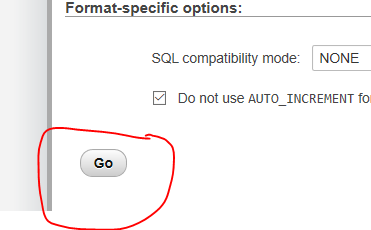 Format-specific options:
SQL compatibility mode: NONE
Do not use AUTO_INCREMENT fo
Go